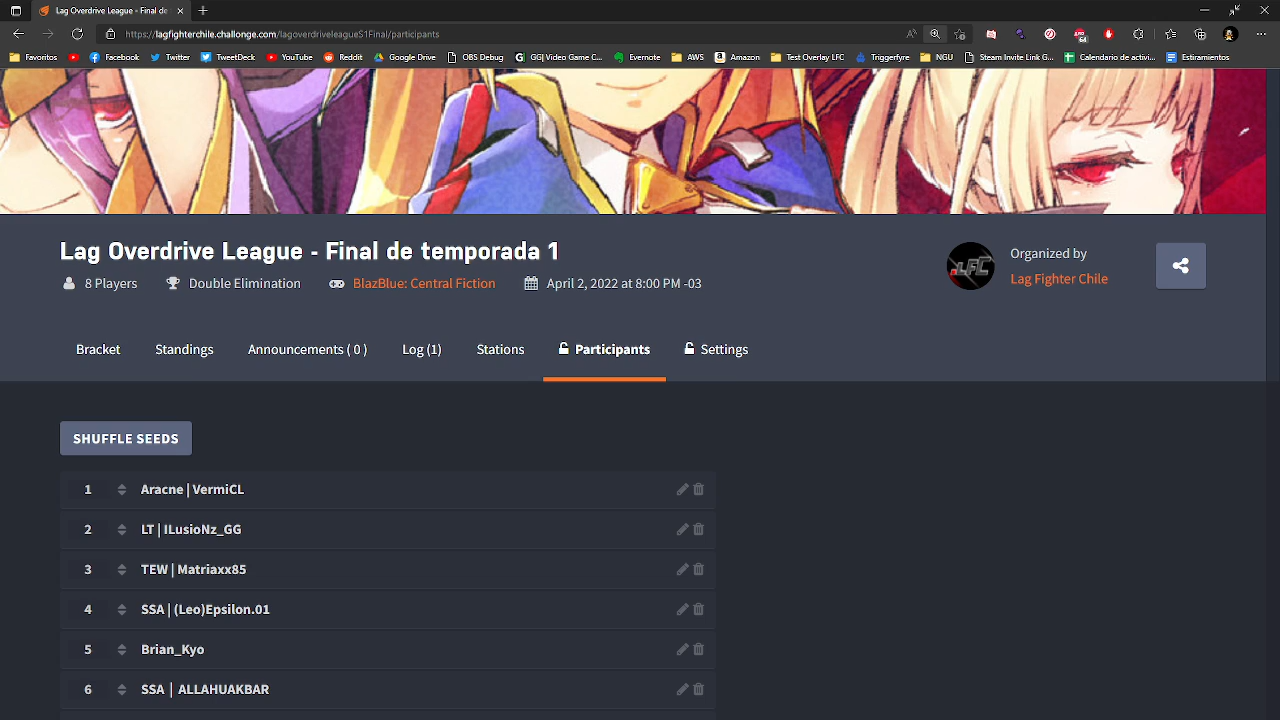 Lag Overdrive League • Final de
https://lagfighterchile.challonge.com/lagoverdriveleagueS1Final/participants
Favoritos Facebook Twitter TweetDeck YouTube Reddit Google Drive OBS Debug GG| Video Game C... Evernote AWS Amazon Test Overlay LFC Triggerfyre NGU Steam Invite Link G... Calendario de activi... Estiramientos
Lag Overdrive League - Final de temporada 1
8 Players Double Elimination BlazBlue: Central Fiction April 2, 2022 at 8:00 PM -03
LFC
Organized by
Lag Fighter Chile
Bracket Standings Announcements ( 0 ) Log (1) Stations Participants Settings
SHUFFLE SEEDS
1 Aracne | VermiCL
2 LT | ILusioNz_GG
3 TEW | Matriaxx85
4 SSA | (Leo)Epsilon.01
5 Brian_Kyo
6 SSA | ALLAHUAKBAR